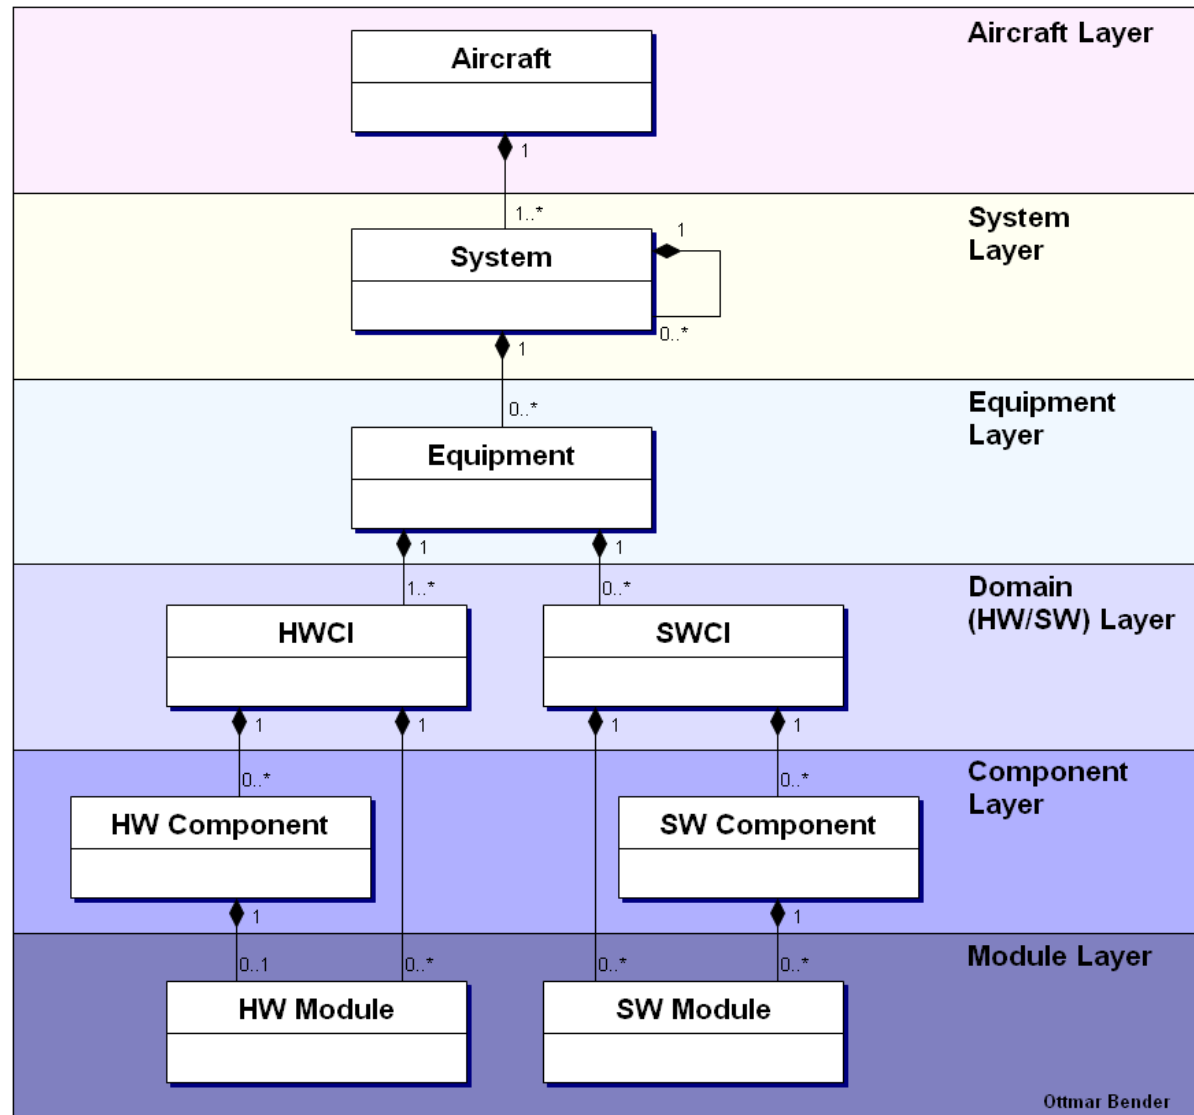 Aircraft Layer
Aircraft
1
1..*
System
Layer
1
System
0..*
1
0..*
Equipment
Layer
Equipment
1
1
1..*
0..*
Domain
(HW/SW) Layer
HWCI
SWCI
1
1
1
1
0..*
0..*
Component
Layer
HW Component
SW Component
1
1
0..1
0..*
0..*
0..*
Module Layer
HW Module
SW Module
Ottmar Bender